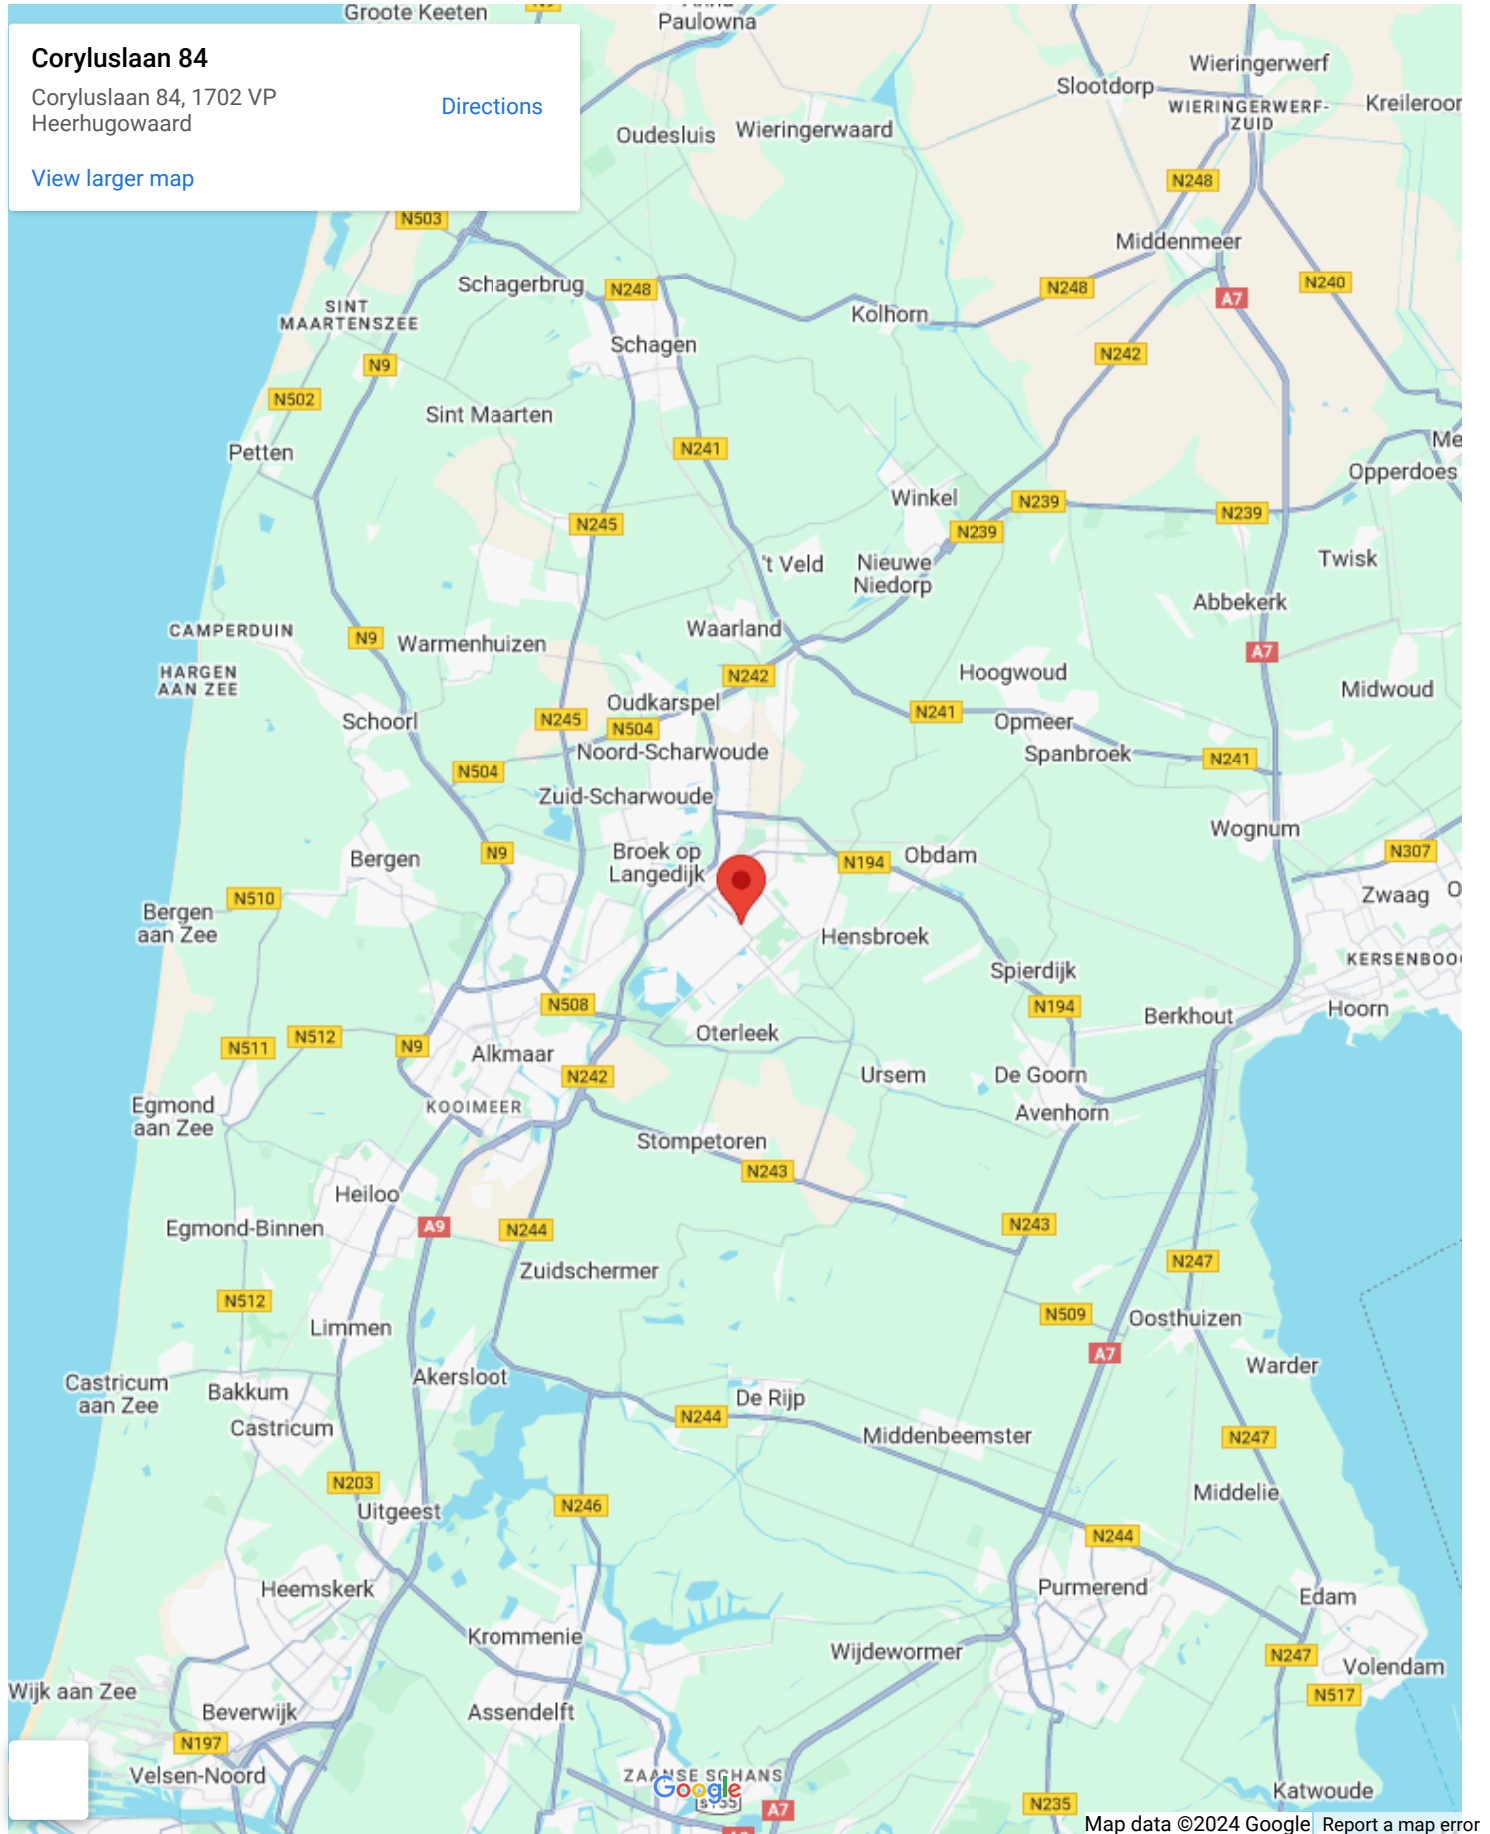 Groote Keeten
N9
Anna
Paulowna
Coryluslaan 84
Coryluslaan 84, 1702 VP
Heerhugowaard
Directions
View larger map
Wieringerwerf
Slootdorp
WIERINGERWERF-
ZUID
Kreileroor
Oudesluis
Wieringerwaard
N248
N503
Middenmeer
Schagerbrug
N248
N248
N240
A7
SINT
MAARTENSZEE
Kolhorn
Schagen
N242
N9
N502
Sint Maarten
Petten
N241
Me
Opperdoes
Winkel
N239
N239
N245
N239
't Veld
Nieuwe
Niedorp
Twisk
Abbekerk
CAMPERDUIN
N9
Warmenhuizen
Waarland
A7
HARGEN
AAN ZEE
N242
Hoogwoud
Midwoud
Oudkarspel
Schoorl
N245
N504
N241
Opmeer
Noord-Scharwoude
Spanbroek
N241
N504
Zuid-Scharwoude
Wognum
Bergen
N9
Broek op
Langedijk
N194
Obdam
N307
Zwaag
O
N510
Bergen
aan Zee
Hensbroek
KERSENBOO
Spierdijk
N508
N194
Berkhout
Hoorn
N512
N511
N9
Oterleek
Alkmaar
N242
Ursem
De Goorn
Egmond
aan Zee
KOOIMEER
Avenhorn
Stompetoren
N243
Heiloo
Egmond-Binnen
A9
N244
N243
N247
Zuidschermer
N512
N509
Oosthuizen
Limmen
A7
Warder
Akersloot
Castricum
aan Zee
Bakkum
De Rijp
Castricum
N244
Middenbeemster
N247
N203
Uitgeest
N246
Middelie
N244
Heemskerk
Purmerend
Edam
Krommenie
Wijdewormer
N247
Volendam
Wijk aan Zee
N517
Beverwijk
Assendelft
N197
Velsen-Noord
ZAANSE SCHANS
Google
A7
N235
Katwoude
Map data ©2024 Google
Report a map error